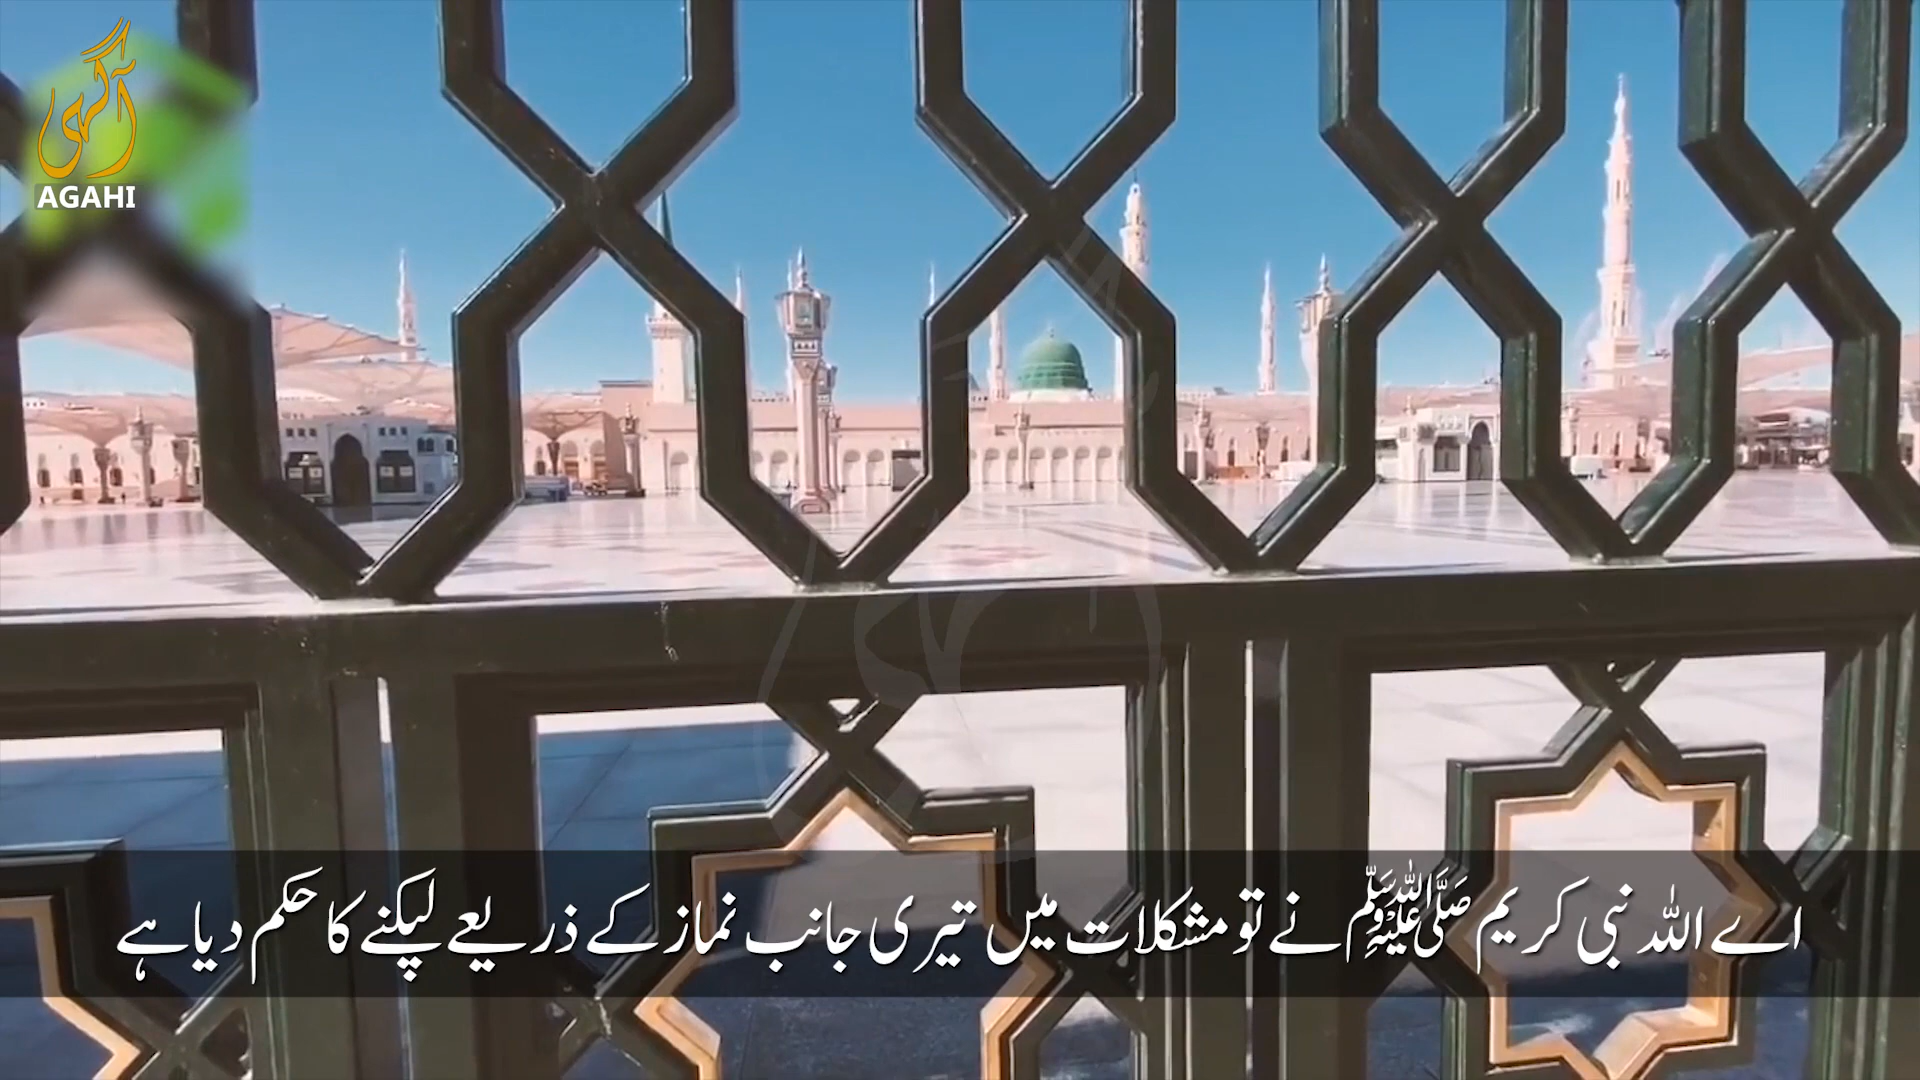 آگہی
AGAHI
اے اللہ نبی کریم ﷺ نے تو مشکلات میں تیری جانب نماز کے ذریعے لپکنے کا حکم دیا ہے